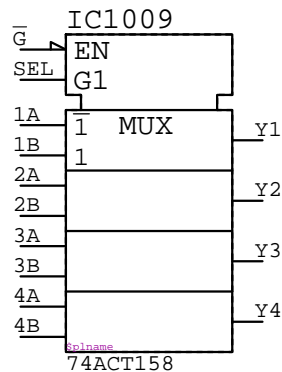 IC1009
G̅ EN
SEL G1
1A 1̅ MUX Y1
1B 1
2A Y2
2B
3A Y3
3B
4A Y4
4B
$plname
74ACT158